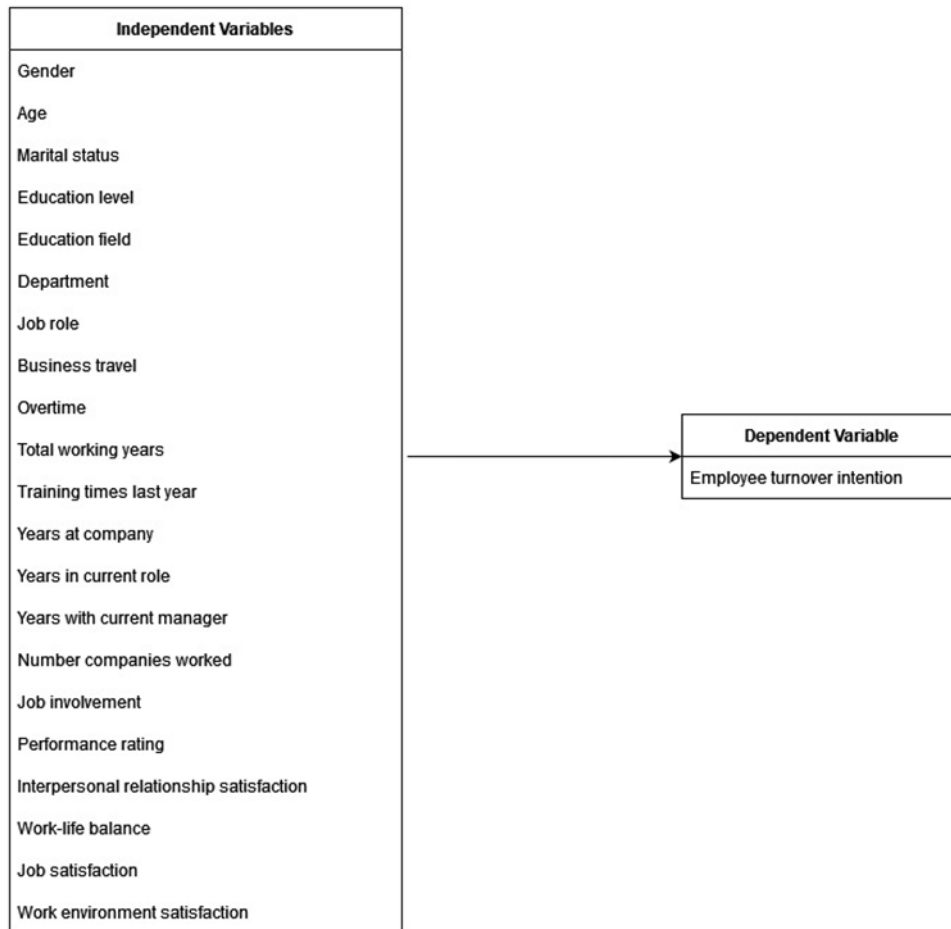 Independent Variables
Gender
Age
Marital status
Education level
Education field
Department
Job role
Business travel
Overtime
Total working years
Training times last year
Years at company
Years in current role
Years with current manager
Number companies worked
Job involvement
Performance rating
Interpersonal relationship satisfaction
Work-life balance
Job satisfaction
Work environment satisfaction
Dependent Variable
Employee turnover intention